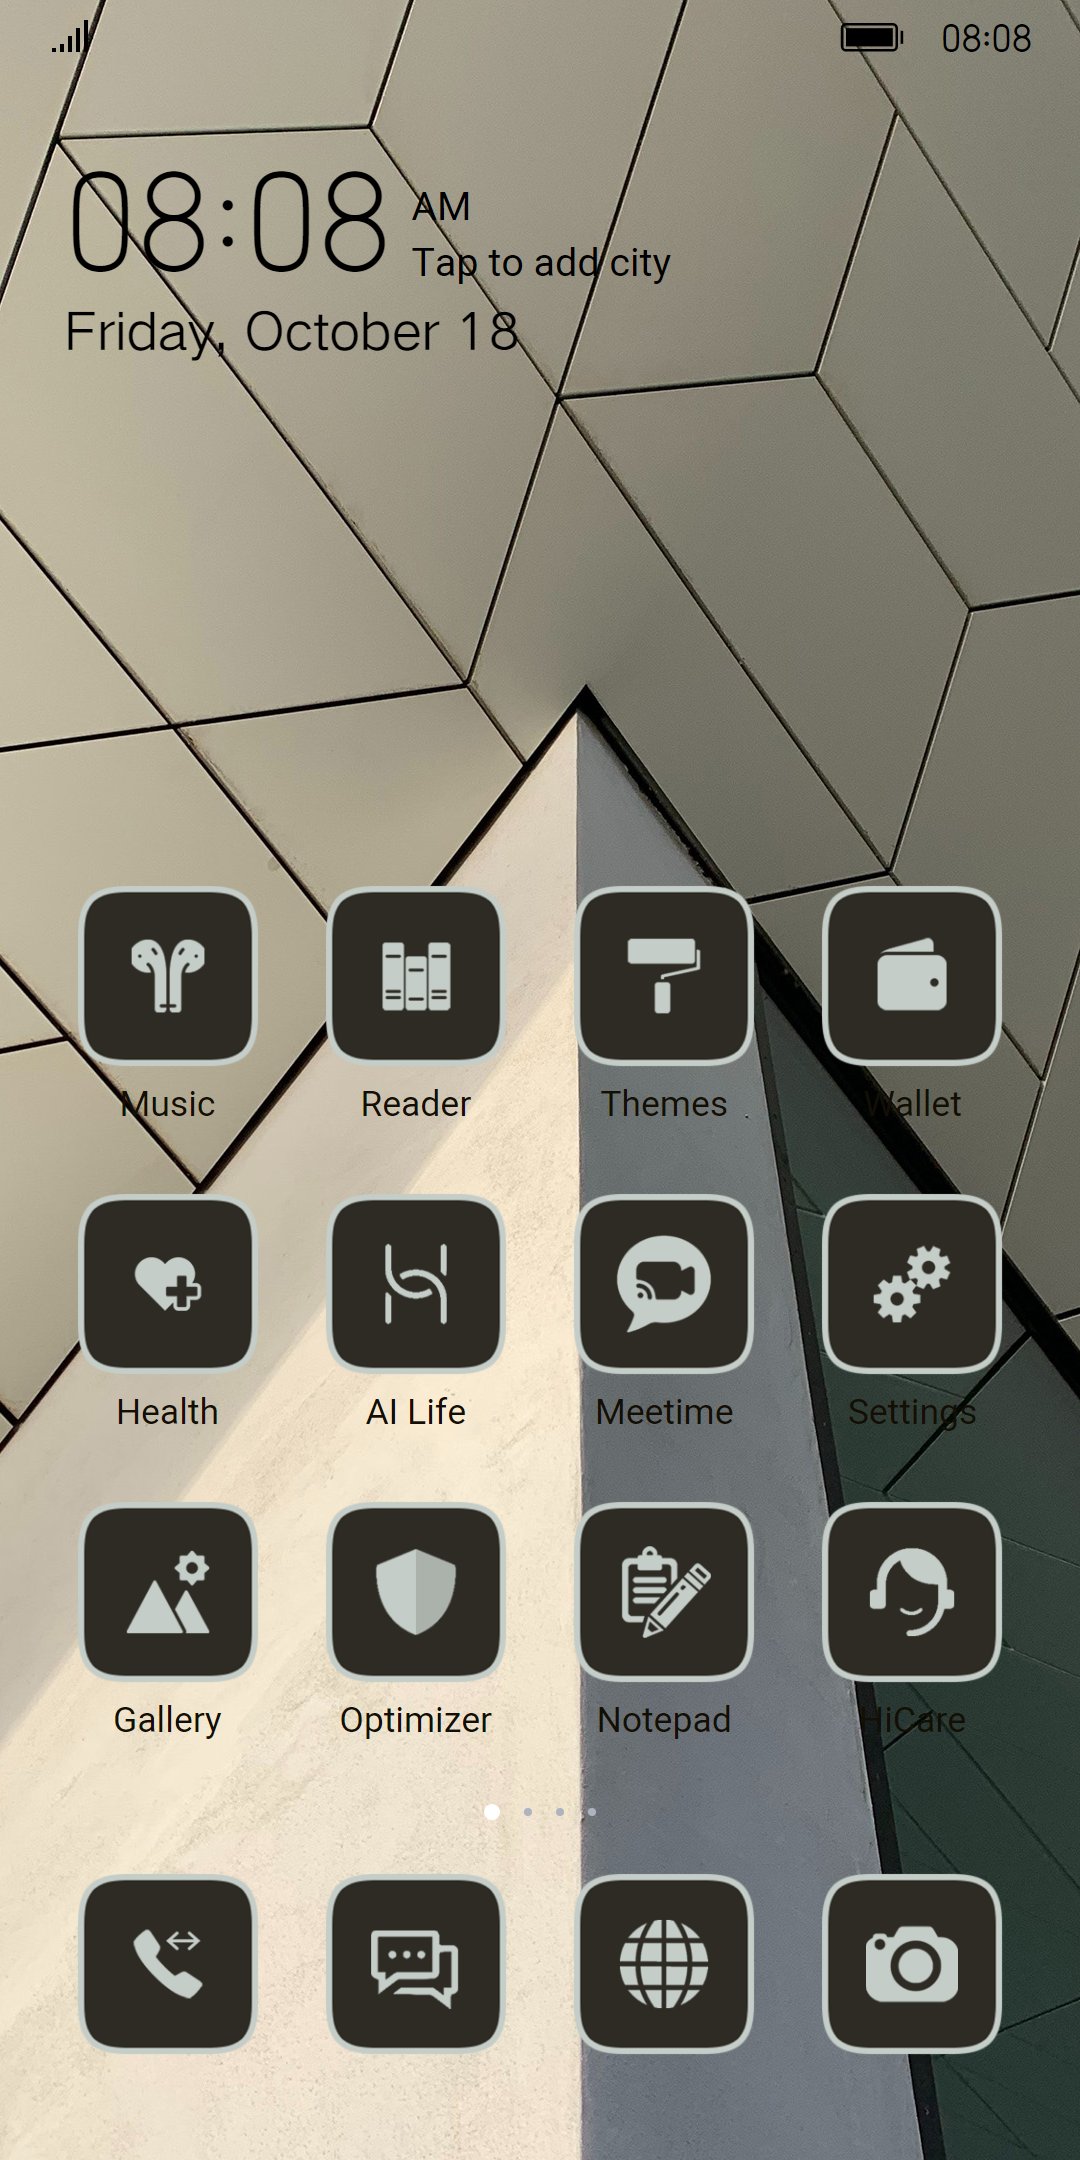 08:08
08:08 AM
Tap to add city
Friday, October 18
Music Reader Themes Wallet
Health AI Life Meetime Settings
Gallery Optimizer Notepad HiCare